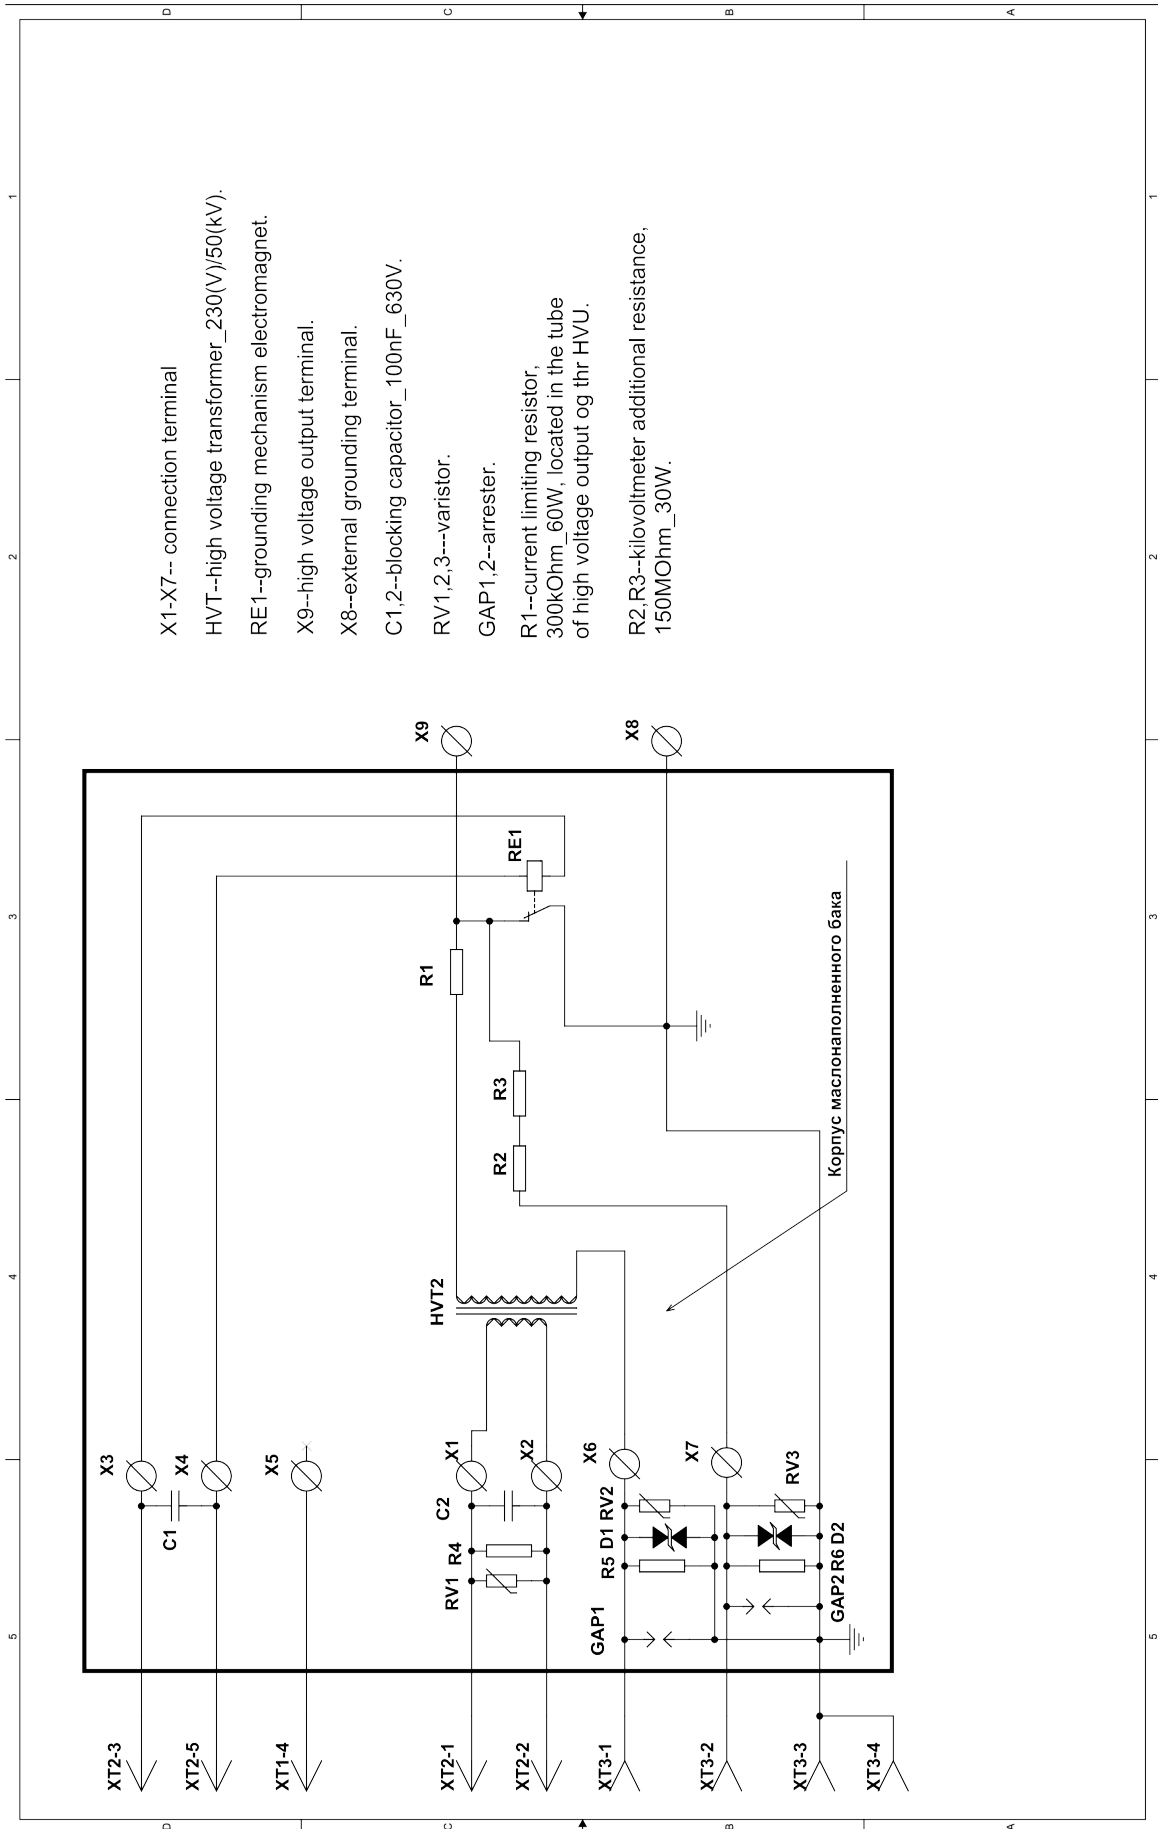 D
C
B
A
1
2
3
4
5
X1-X7-- connection terminal
HVT--high voltage transformer_230(V)/50(kV).
RE1--grounding mechanism electromagnet.
X9--high voltage output terminal.
X8--external grounding terminal.
C1,2--blocking capacitor_100nF_630V.
RV1,2,3---varistor.
GAP1,2--arrester.
R1--current limiting resistor,
300kOhm_60W, located in the tube
of high voltage output og thr HVU.
R2,R3--kilovoltmeter additional resistance,
150MOhm_30W.
XT2-3
X3
C1
XT2-5
X4
XT1-4
X5
XT2-1
RV1
R4
C2
X1
XT2-2
X2
HVT2
R1
X9
RE1
R2
R3
XT3-1
GAP1
R5
D1
RV2
X6
X8
XT3-2
X7
XT3-3
GAP2
R6
D2
RV3
Корпус маслонаполненного бака
XT3-4
1
2
3
4
5
D
C
B
A